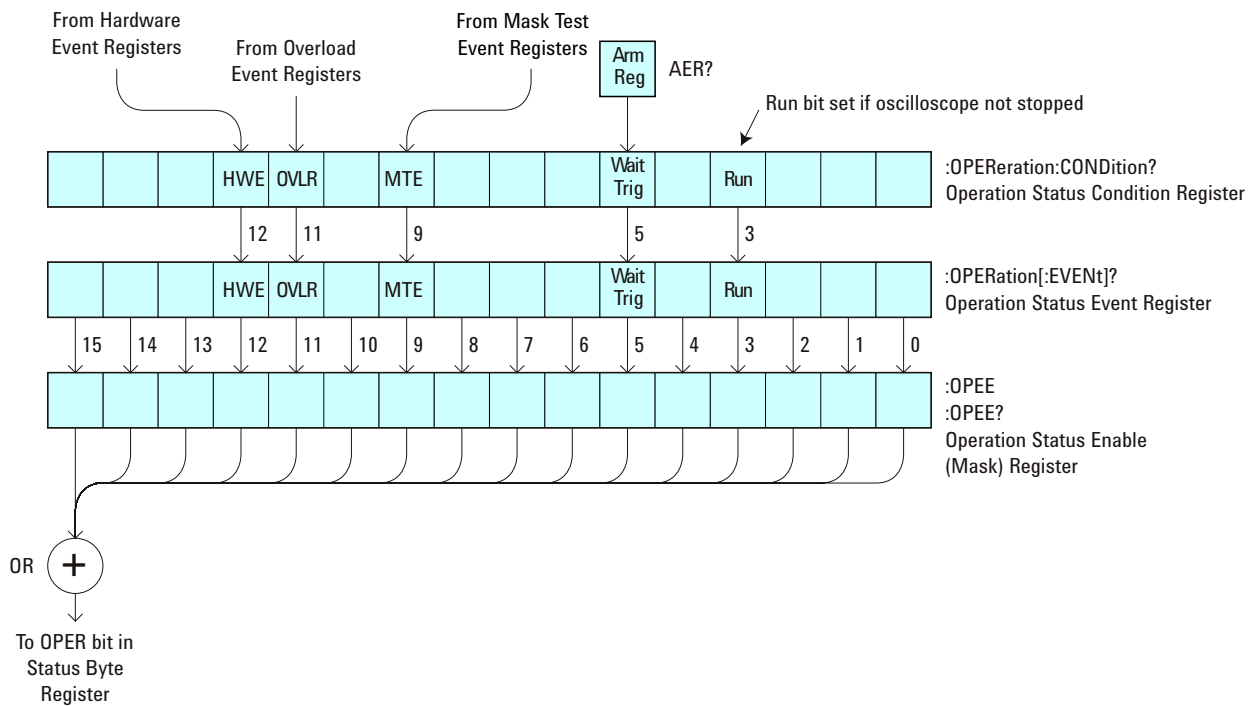 From Hardware
Event Registers
From Overload
Event Registers
From Mask Test
Event Registers
Arm
Reg
AER?
Run bit set if oscilloscope not stopped
HWE OVLR MTE Wait Trig Run
:OPEReration:CONDition?
Operation Status Condition Register
12 11 9 5 3
HWE OVLR MTE Wait Trig Run
:OPERation[:EVENt]?
Operation Status Event Register
15 14 13 12 11 10 9 8 7 6 5 4 3 2 1 0
:OPEE
:OPEE?
Operation Status Enable
(Mask) Register
OR +
To OPER bit in
Status Byte
Register